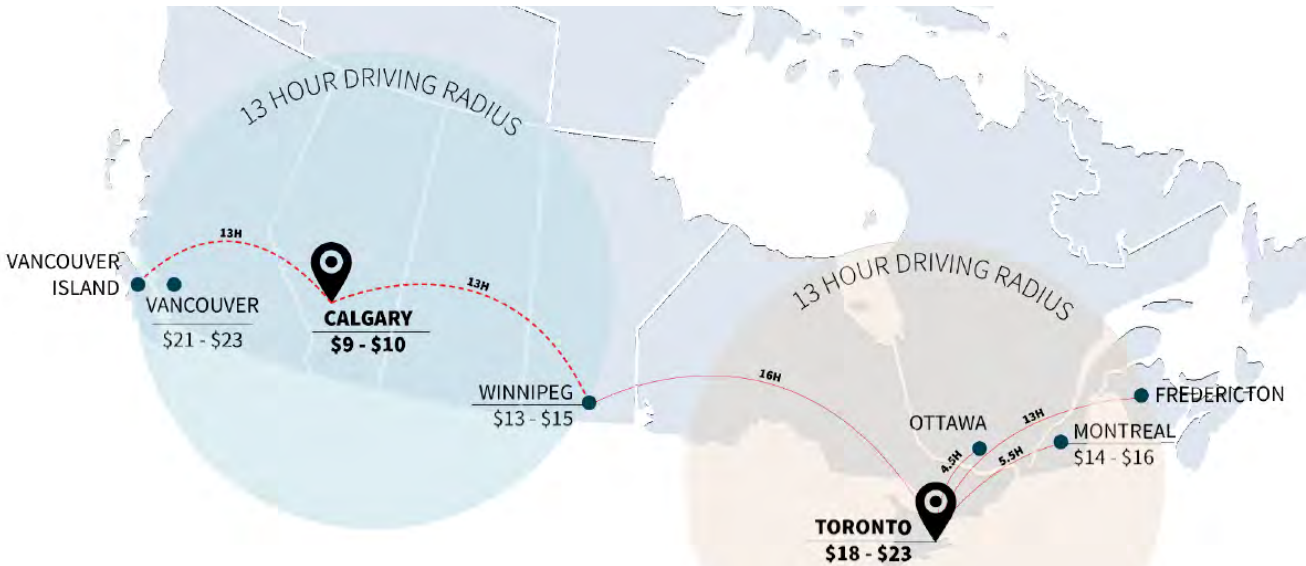 13 HOUR DRIVING RADIUS
13 HOUR DRIVING RADIUS
13H
VANCOUVER
ISLAND
VANCOUVER
$21 - $23
13H
CALGARY
$9 - $10
WINNIPEG
$13 - $15
16H
OTTAWA
4.5H
13H
5.5H
FREDERICTON
MONTREAL
$14 - $16
TORONTO
$18 - $23